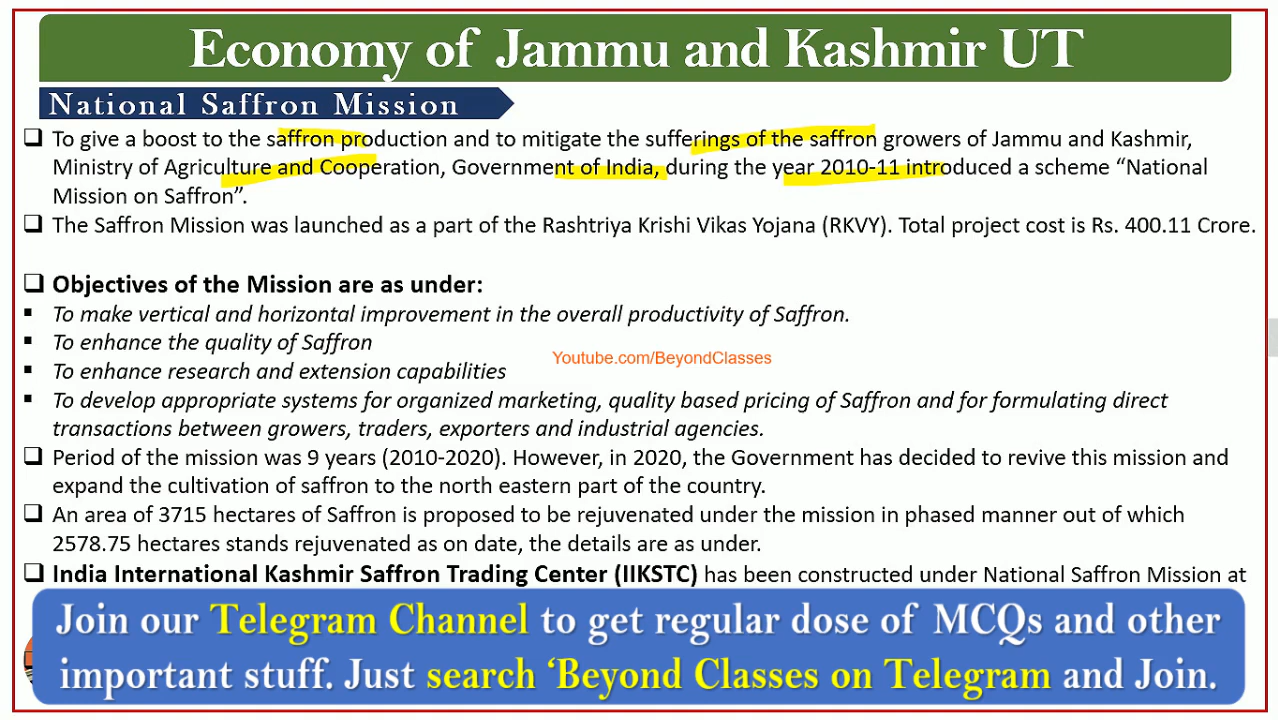 Economy of Jammu and Kashmir UT
National Saffron Mission
To give a boost to the saffron production and to mitigate the sufferings of the saffron growers of Jammu and Kashmir,
Ministry of Agriculture and Cooperation, Government of India, during the year 2010-11 introduced a scheme “National
Mission on Saffron”.
The Saffron Mission was launched as a part of the Rashtriya Krishi Vikas Yojana (RKVY). Total project cost is Rs. 400.11 Crore.
Objectives of the Mission are as under:
To make vertical and horizontal improvement in the overall productivity of Saffron.
To enhance the quality of Saffron
Youtube.com/BeyondClasses
To enhance research and extension capabilities
To develop appropriate systems for organized marketing, quality based pricing of Saffron and for formulating direct
transactions between growers, traders, exporters and industrial agencies.
Period of the mission was 9 years (2010-2020). However, in 2020, the Government has decided to revive this mission and
expand the cultivation of saffron to the north eastern part of the country.
An area of 3715 hectares of Saffron is proposed to be rejuvenated under the mission in phased manner out of which
2578.75 hectares stands rejuvenated as on date, the details are as under.
India International Kashmir Saffron Trading Center (IIKSTC) has been constructed under National Saffron Mission at
Join our Telegram Channel to get regular dose of MCQs and other
important stuff. Just search ‘Beyond Classes on Telegram and Join.